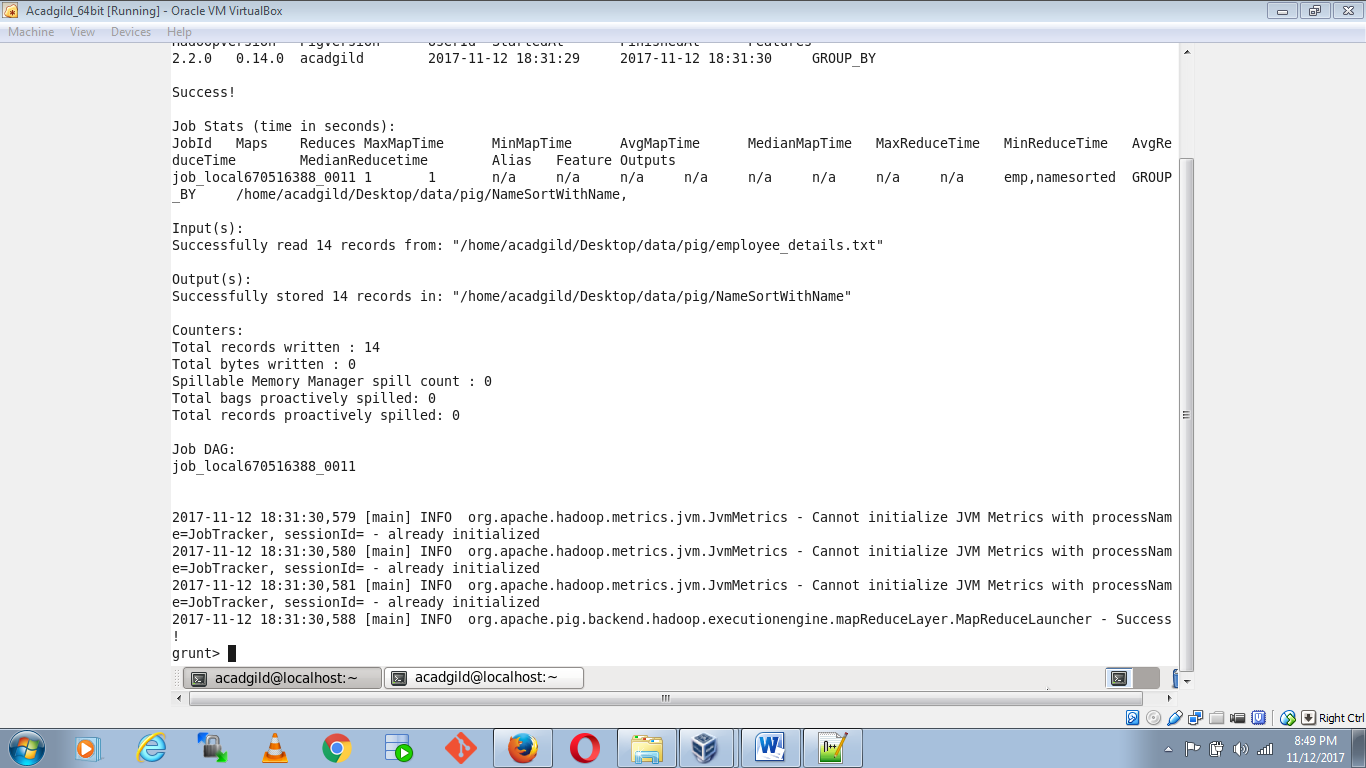 Acadgild_64bit [Running] - Oracle VM VirtualBox
Machine View Devices Help
HadoopVersion PigVersion UserId StartedAt FinishedAt Features
2.2.0 0.14.0 acadgild 2017-11-12 18:31:29 2017-11-12 18:31:30 GROUP_BY
Success!
Job Stats (time in seconds):
JobId Maps Reduces MaxMapTime MinMapTime AvgMapTime MedianMapTime MaxReduceTime MinReduceTime AvgRe
duceTime MedianReducetime Alias Feature Outputs
job_local670516388_0011 1 1 n/a n/a n/a n/a n/a n/a n/a n/a emp,namesorted GROUP
_BY /home/acadgild/Desktop/data/pig/NameSortWithName,
Input(s):
Successfully read 14 records from: "/home/acadgild/Desktop/data/pig/employee_details.txt"
Output(s):
Successfully stored 14 records in: "/home/acadgild/Desktop/data/pig/NameSortWithName"
Counters:
Total records written : 14
Total bytes written : 0
Spillable Memory Manager spill count : 0
Total bags proactively spilled: 0
Total records proactively spilled: 0
Job DAG:
job_local670516388_0011
2017-11-12 18:31:30,579 [main] INFO org.apache.hadoop.metrics.jvm.JvmMetrics - Cannot initialize JVM Metrics with processNam
e=JobTracker, sessionId= - already initialized
2017-11-12 18:31:30,580 [main] INFO org.apache.hadoop.metrics.jvm.JvmMetrics - Cannot initialize JVM Metrics with processNam
e=JobTracker, sessionId= - already initialized
2017-11-12 18:31:30,581 [main] INFO org.apache.hadoop.metrics.jvm.JvmMetrics - Cannot initialize JVM Metrics with processNam
e=JobTracker, sessionId= - already initialized
2017-11-12 18:31:30,588 [main] INFO org.apache.pig.backend.hadoop.executionengine.mapReduceLayer.MapReduceLauncher - Success
!
grunt>
acadgild@localhost:~ acadgild@localhost:~
Right Ctrl
8:49 PM
11/12/2017